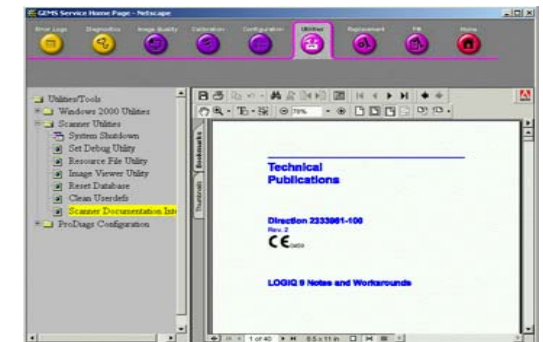 GEMS Service Home Page - Netscape
Error Logs Diagnostics Image Quality Calibration Configuration Utilities Replacement PM Home
Utilities/Tools
Windows 2000 Utilities
Scanner Utilities
System Shutdown
Set Debug Utility
Resource File Utility
Image Viewer Utility
Reset Database
Clean Userdefs
Scanner Documentation Inte
ProDiags Configuration
Bookmarks
Thumbnails
Technical
Publications
Direction 2333981-100
Rev. 2
CE
LOGIQ 9 Notes and Workarounds
1 of 40
8.5 x 11 in